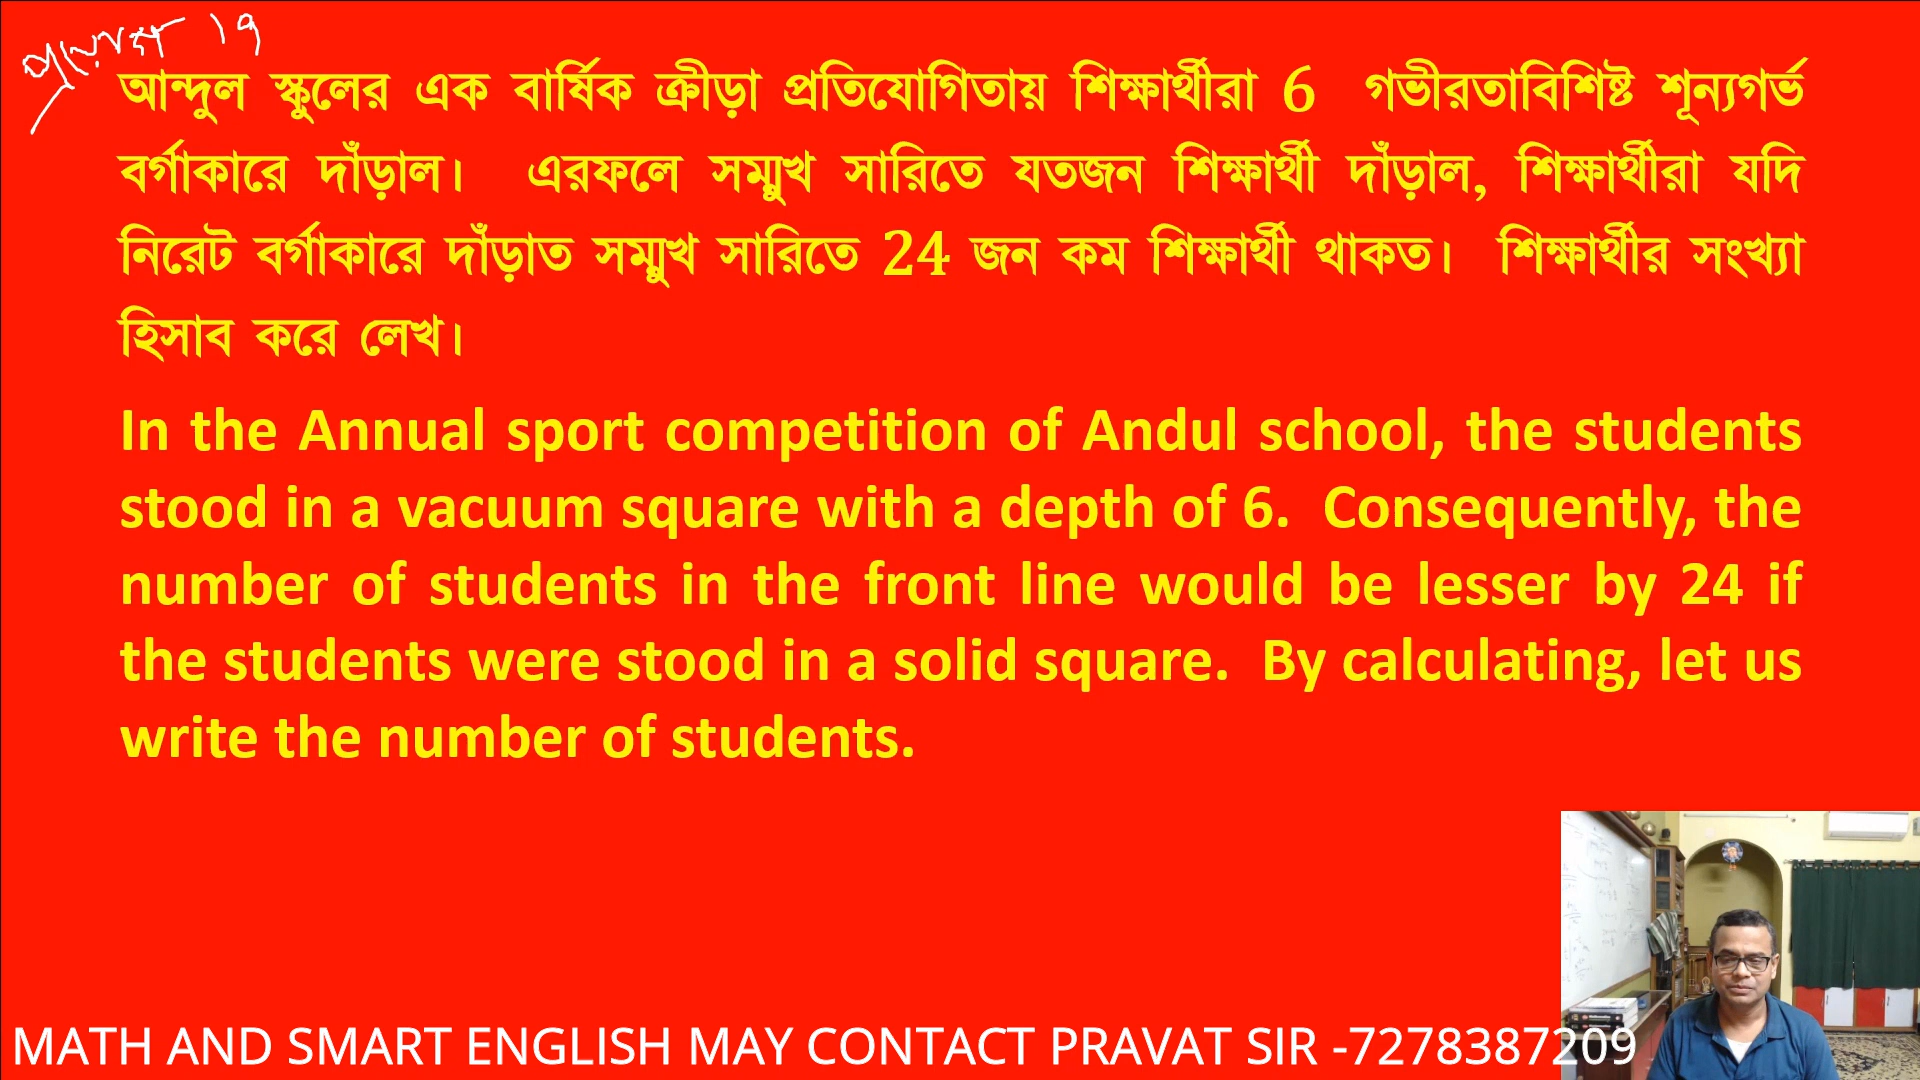 প্রয়োগ ১৭
আন্দুল স্কুলের এক বার্ষিক ক্রীড়া প্রতিযোগিতায় শিক্ষার্থীরা 6 গভীরতাবিশিষ্ট শূন্যগর্ভ
বর্গাকারে দাঁড়াল। এরফলে সম্মুখ সারিতে যতজন শিক্ষার্থী দাঁড়াল, শিক্ষার্থীরা যদি
নিরেট বর্গাকারে দাঁড়াত সম্মুখ সারিতে 24 জন কম শিক্ষার্থী থাকত। শিক্ষার্থীর সংখ্যা
হিসাব করে লেখ।
In the Annual sport competition of Andul school, the students
stood in a vacuum square with a depth of 6. Consequently, the
number of students in the front line would be lesser by 24 if
the students were stood in a solid square. By calculating, let us
write the number of students.
MATH AND SMART ENGLISH MAY CONTACT PRAVAT SIR -7278387209